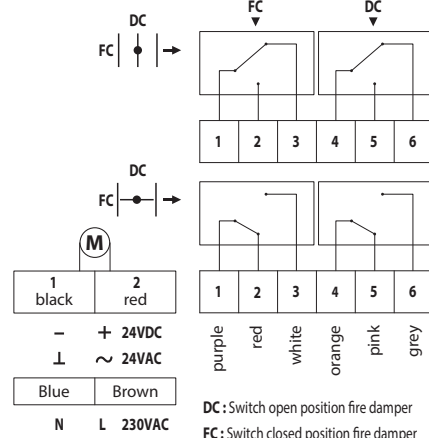 DC
FC
FC
DC
1 2 3 4 5 6
DC
FC
M
1 black
2 red
1 2 3 4 5 6
purple red white orange pink grey
– + 24VDC
⊥ ~ 24VAC
Blue Brown
N L 230VAC
DC : Switch open position fire damper
FC : Switch closed position fire damper